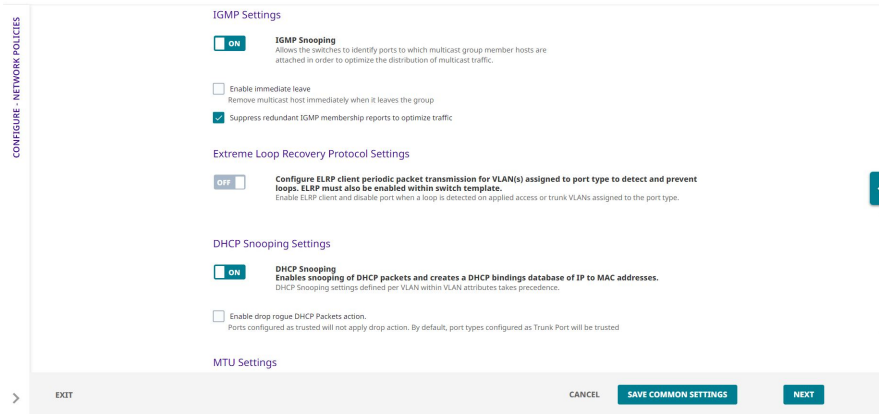 CONFIGURE - NETWORK POLICIES
IGMP Settings
ON
IGMP Snooping
Allows the switches to identify ports to which multicast group member hosts are
attached in order to optimize the distribution of multicast traffic.
Enable immediate leave
Remove multicast host immediately when it leaves the group
Suppress redundant IGMP membership reports to optimize traffic
Extreme Loop Recovery Protocol Settings
OFF
Configure ELRP client periodic packet transmission for VLAN(s) assigned to port type to detect and prevent
loops. ELRP must also be enabled within switch template.
Enable ELRP client and disable port when a loop is detected on applied access or trunk VLANs assigned to the port type.
DHCP Snooping Settings
ON
DHCP Snooping
Enables snooping of DHCP packets and creates a DHCP bindings database of IP to MAC addresses.
DHCP Snooping settings defined per VLAN within VLAN attributes takes precedence.
Enable drop rogue DHCP Packets action.
Ports configured as trusted will not apply drop action. By default, port types configured as Trunk Port will be trusted
MTU Settings
EXIT
CANCEL
SAVE COMMON SETTINGS
NEXT